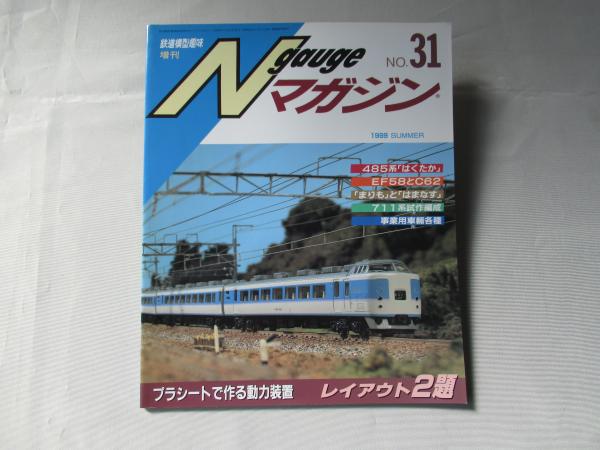 鉄道模型趣味
増刊
N gauge
マガジン®
NO.31
1999 SUMMER
485系「はくたか」
EF58とC62
「まりも」と「はまなす」
711系試作編成
事業用車輌各種
プラシートで作る動力装置
レイアウト2題